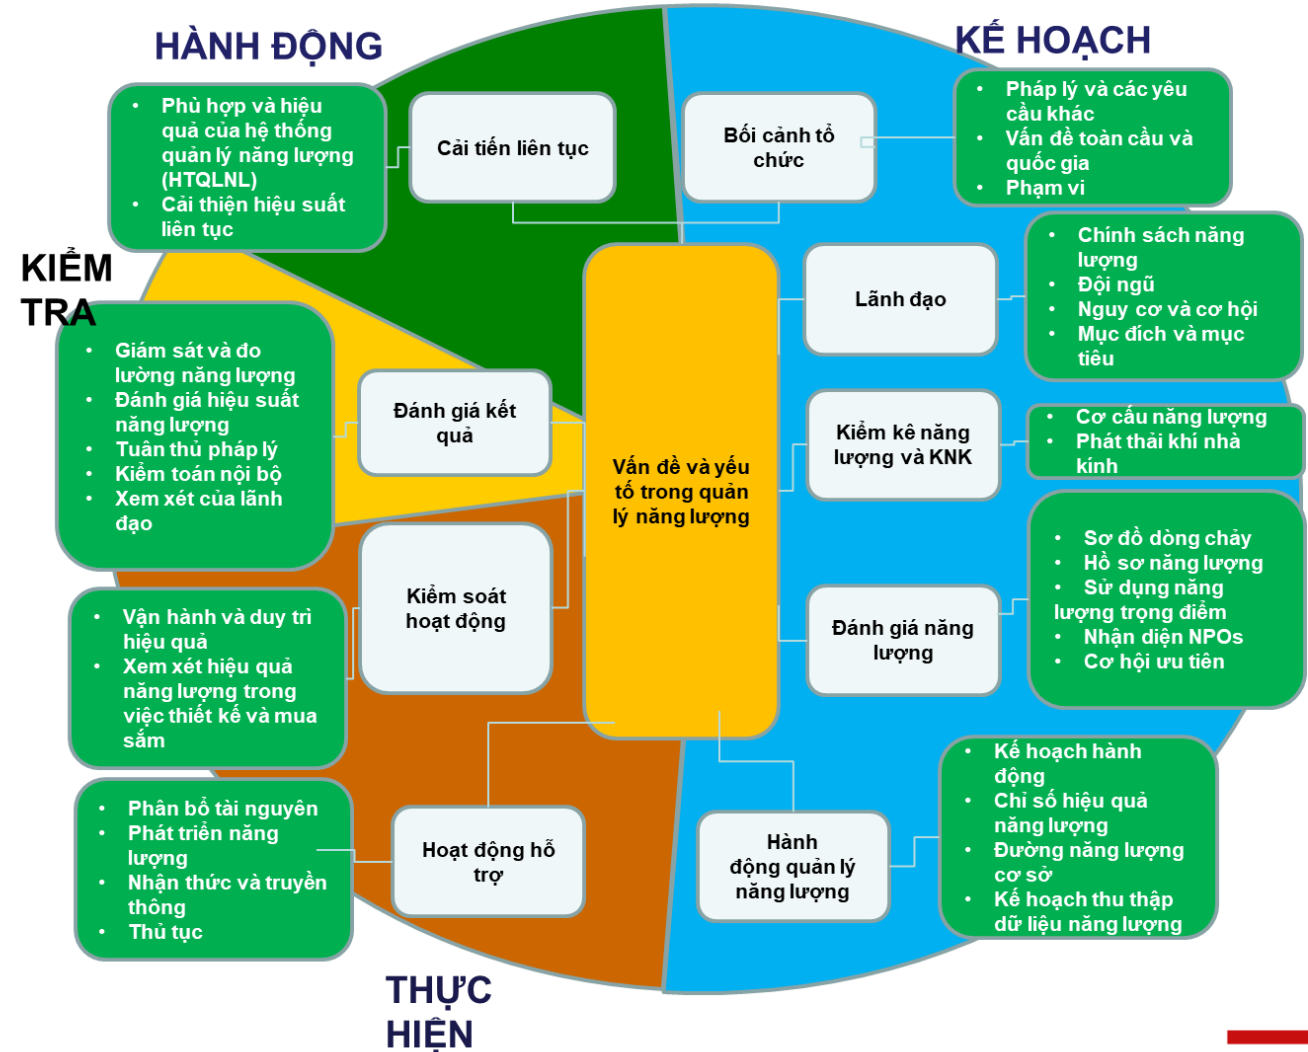 HÀNH ĐỘNG
KẾ HOẠCH
• Phù hợp và hiệu
quả của hệ thống
quản lý năng lượng
(HTQLNL)
• Cải thiện hiệu suất
liên tục
Cải tiến liên tục
Bối cảnh tổ
chức
• Pháp lý và các yêu
cầu khác
• Vấn đề toàn cầu và
quốc gia
• Phạm vi
Lãnh đạo
• Chính sách năng
lượng
• Đội ngũ
• Nguy cơ và cơ hội
• Mục đích và mục
tiêu
KIỂM
TRA
• Giám sát và đo
lường năng lượng
• Đánh giá hiệu suất
năng lượng
• Tuân thủ pháp lý
• Kiểm toán nội bộ
• Xem xét của lãnh
đạo
Đánh giá kết
quả
Vấn đề và yếu
tố trong quản
lý năng lượng
Kiểm kê năng
lượng và KNK
• Cơ cấu năng lượng
• Phát thải khí nhà
kính
Kiểm soát
hoạt động
• Vận hành và duy trì
hiệu quả
• Xem xét hiệu quả
năng lượng trong
việc thiết kế và mua
sắm
Đánh giá năng
lượng
• Sơ đồ dòng chảy
• Hồ sơ năng lượng
• Sử dụng năng
lượng trọng điểm
• Nhận diện NPOs
• Cơ hội ưu tiên
• Phân bổ tài nguyên
• Phát triển năng
lượng
• Nhận thức và truyền
thông
• Thủ tục
Hoạt động hỗ
trợ
Hành
động quản lý
năng lượng
• Kế hoạch hành
động
• Chỉ số hiệu quả
năng lượng
• Đường năng lượng
cơ sở
• Kế hoạch thu thập
dữ liệu năng lượng
THỰC
HIỆN